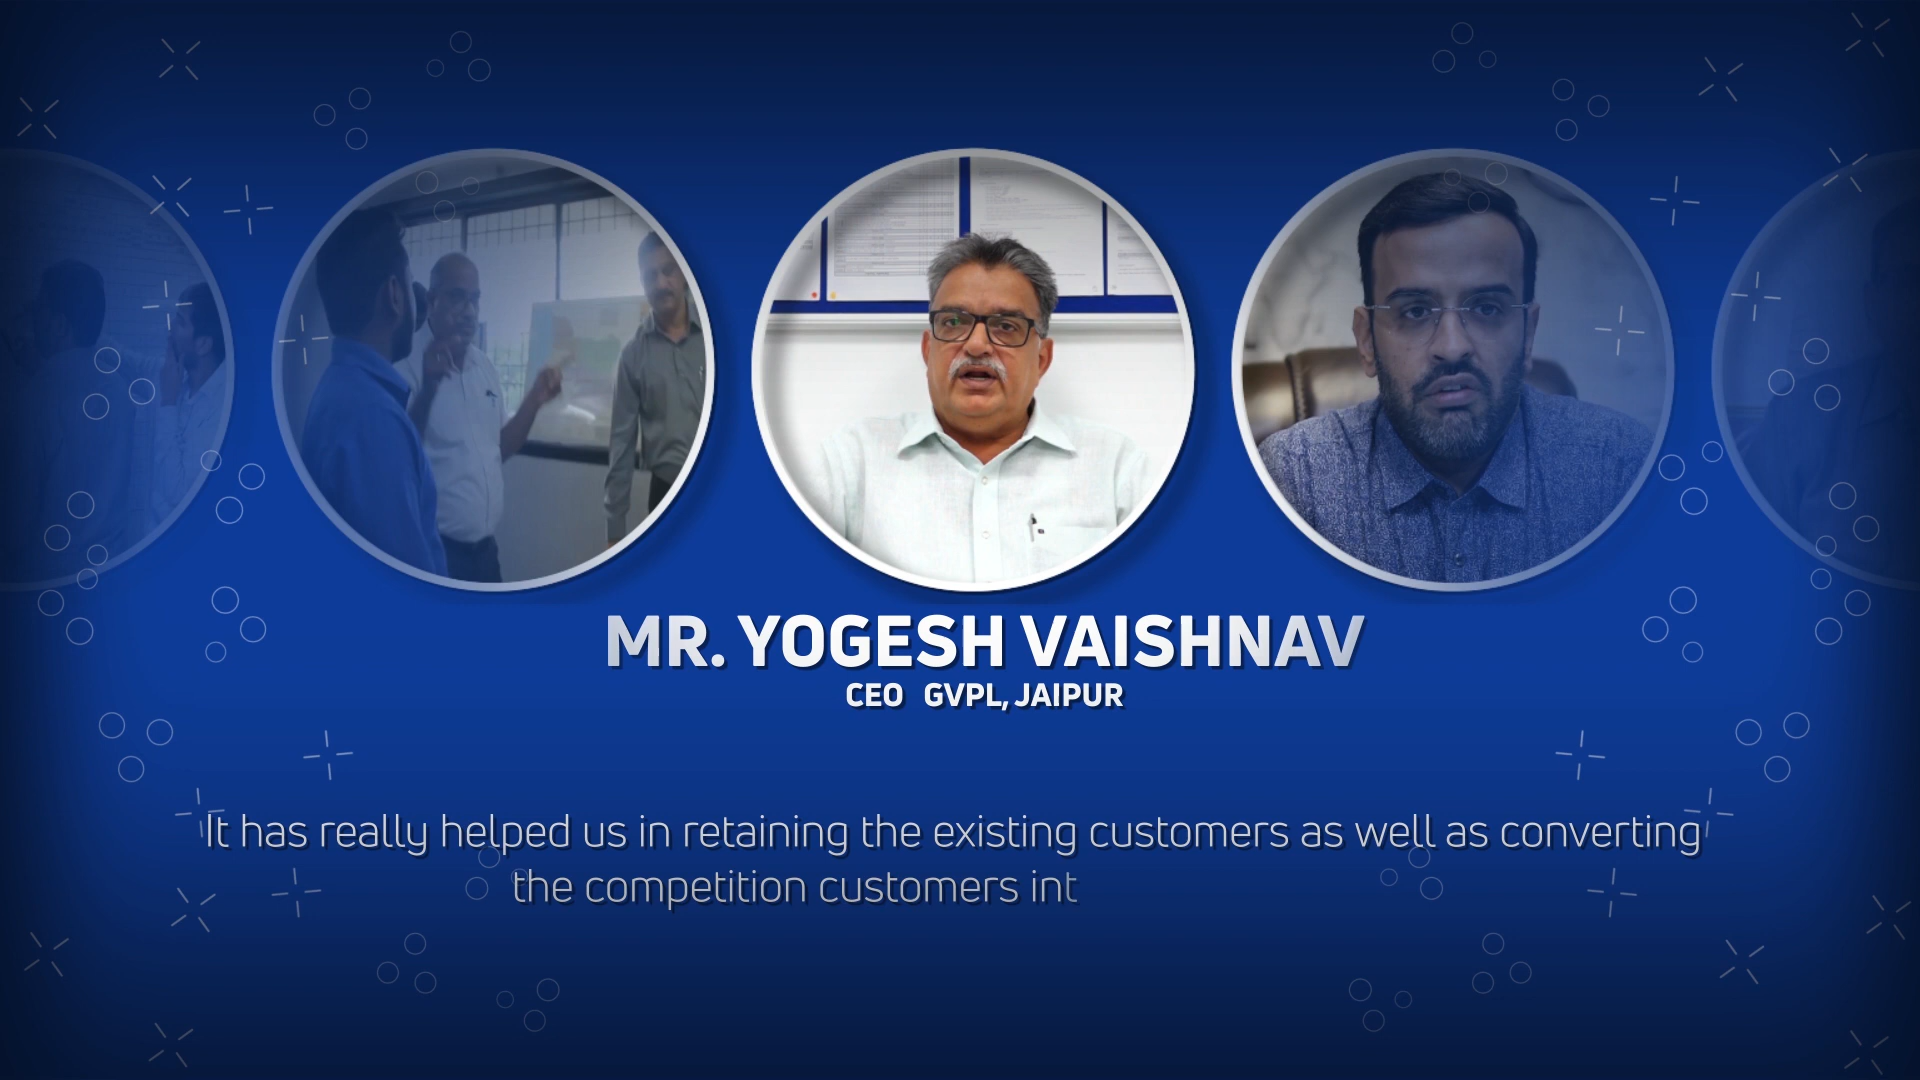 MR. YOGESH VAISHNAV
CEO GVPL, JAIPUR
It has really helped us in retaining the existing customers as well as converting
the competition customers int